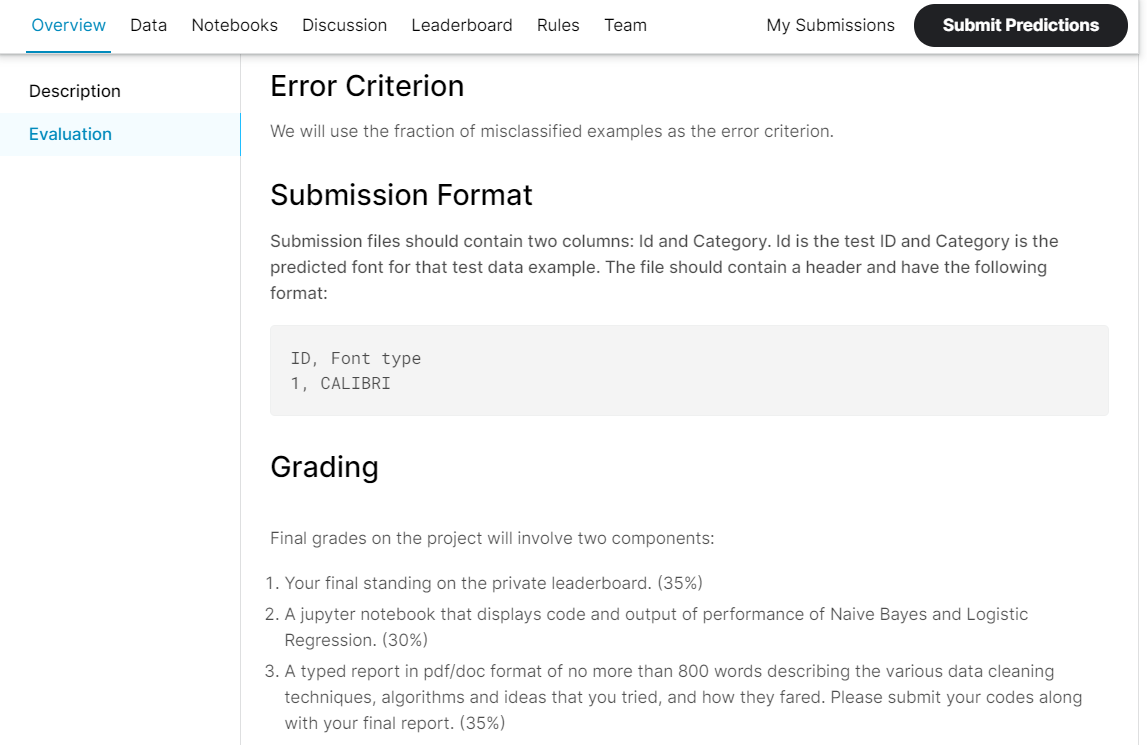 Overview Data Notebooks Discussion Leaderboard Rules Team My Submissions Submit Predictions
Description
Evaluation
Error Criterion
We will use the fraction of misclassified examples as the error criterion.
Submission Format
Submission files should contain two columns: Id and Category. Id is the test ID and Category is the
predicted font for that test data example. The file should contain a header and have the following
format:
ID, Font type
1, CALIBRI
Grading
Final grades on the project will involve two components:
1. Your final standing on the private leaderboard. (35%)
2. A jupyter notebook that displays code and output of performance of Naive Bayes and Logistic
Regression. (30%)
3. A typed report in pdf/doc format of no more than 800 words describing the various data cleaning
techniques, algorithms and ideas that you tried, and how they fared. Please submit your codes along
with your final report. (35%)